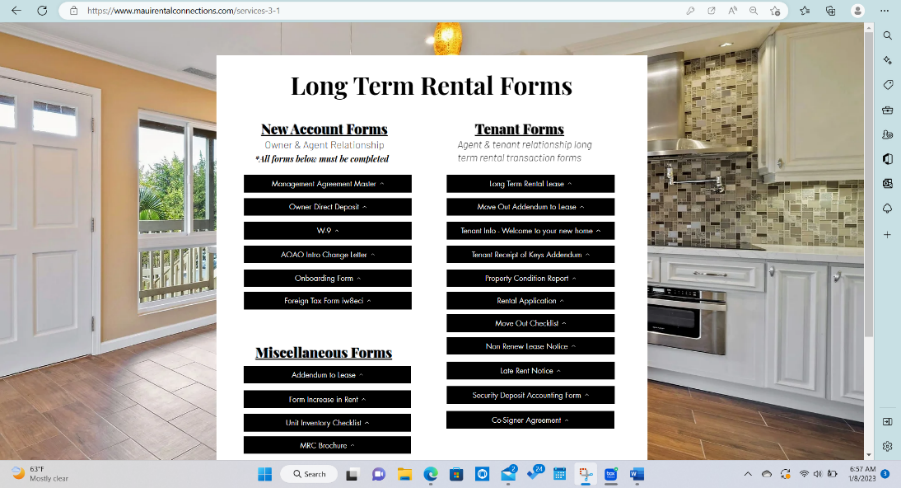 https://www.mauirentalconnections.com/services-3-1
Long Term Rental Forms
New Account Forms
Owner & Agent Relationship
*All forms below must be completed
Management Agreement Master
Owner Direct Deposit
W-9
AOAO Intro Change Letter
Onboarding Form
Foreign Tax Form iw8eci
Miscellaneous Forms
Addendum to Lease
Form Increase in Rent
Unit Inventory Checklist
MRC Brochure
Tenant Forms
Agent & tenant relationship long
term rental transaction forms
Long Term Rental Lease
Move Out Addendum to Lease
Tenant Info - Welcome to your new home
Tenant Receipt of Keys Addendum
Property Condition Report
Rental Application
Move Out Checklist
Non Renew Lease Notice
Late Rent Notice
Security Deposit Accounting Form
Co-Signer Agreement
63°F
Mostly clear
Search
2
24
6:57 AM
1/8/2023